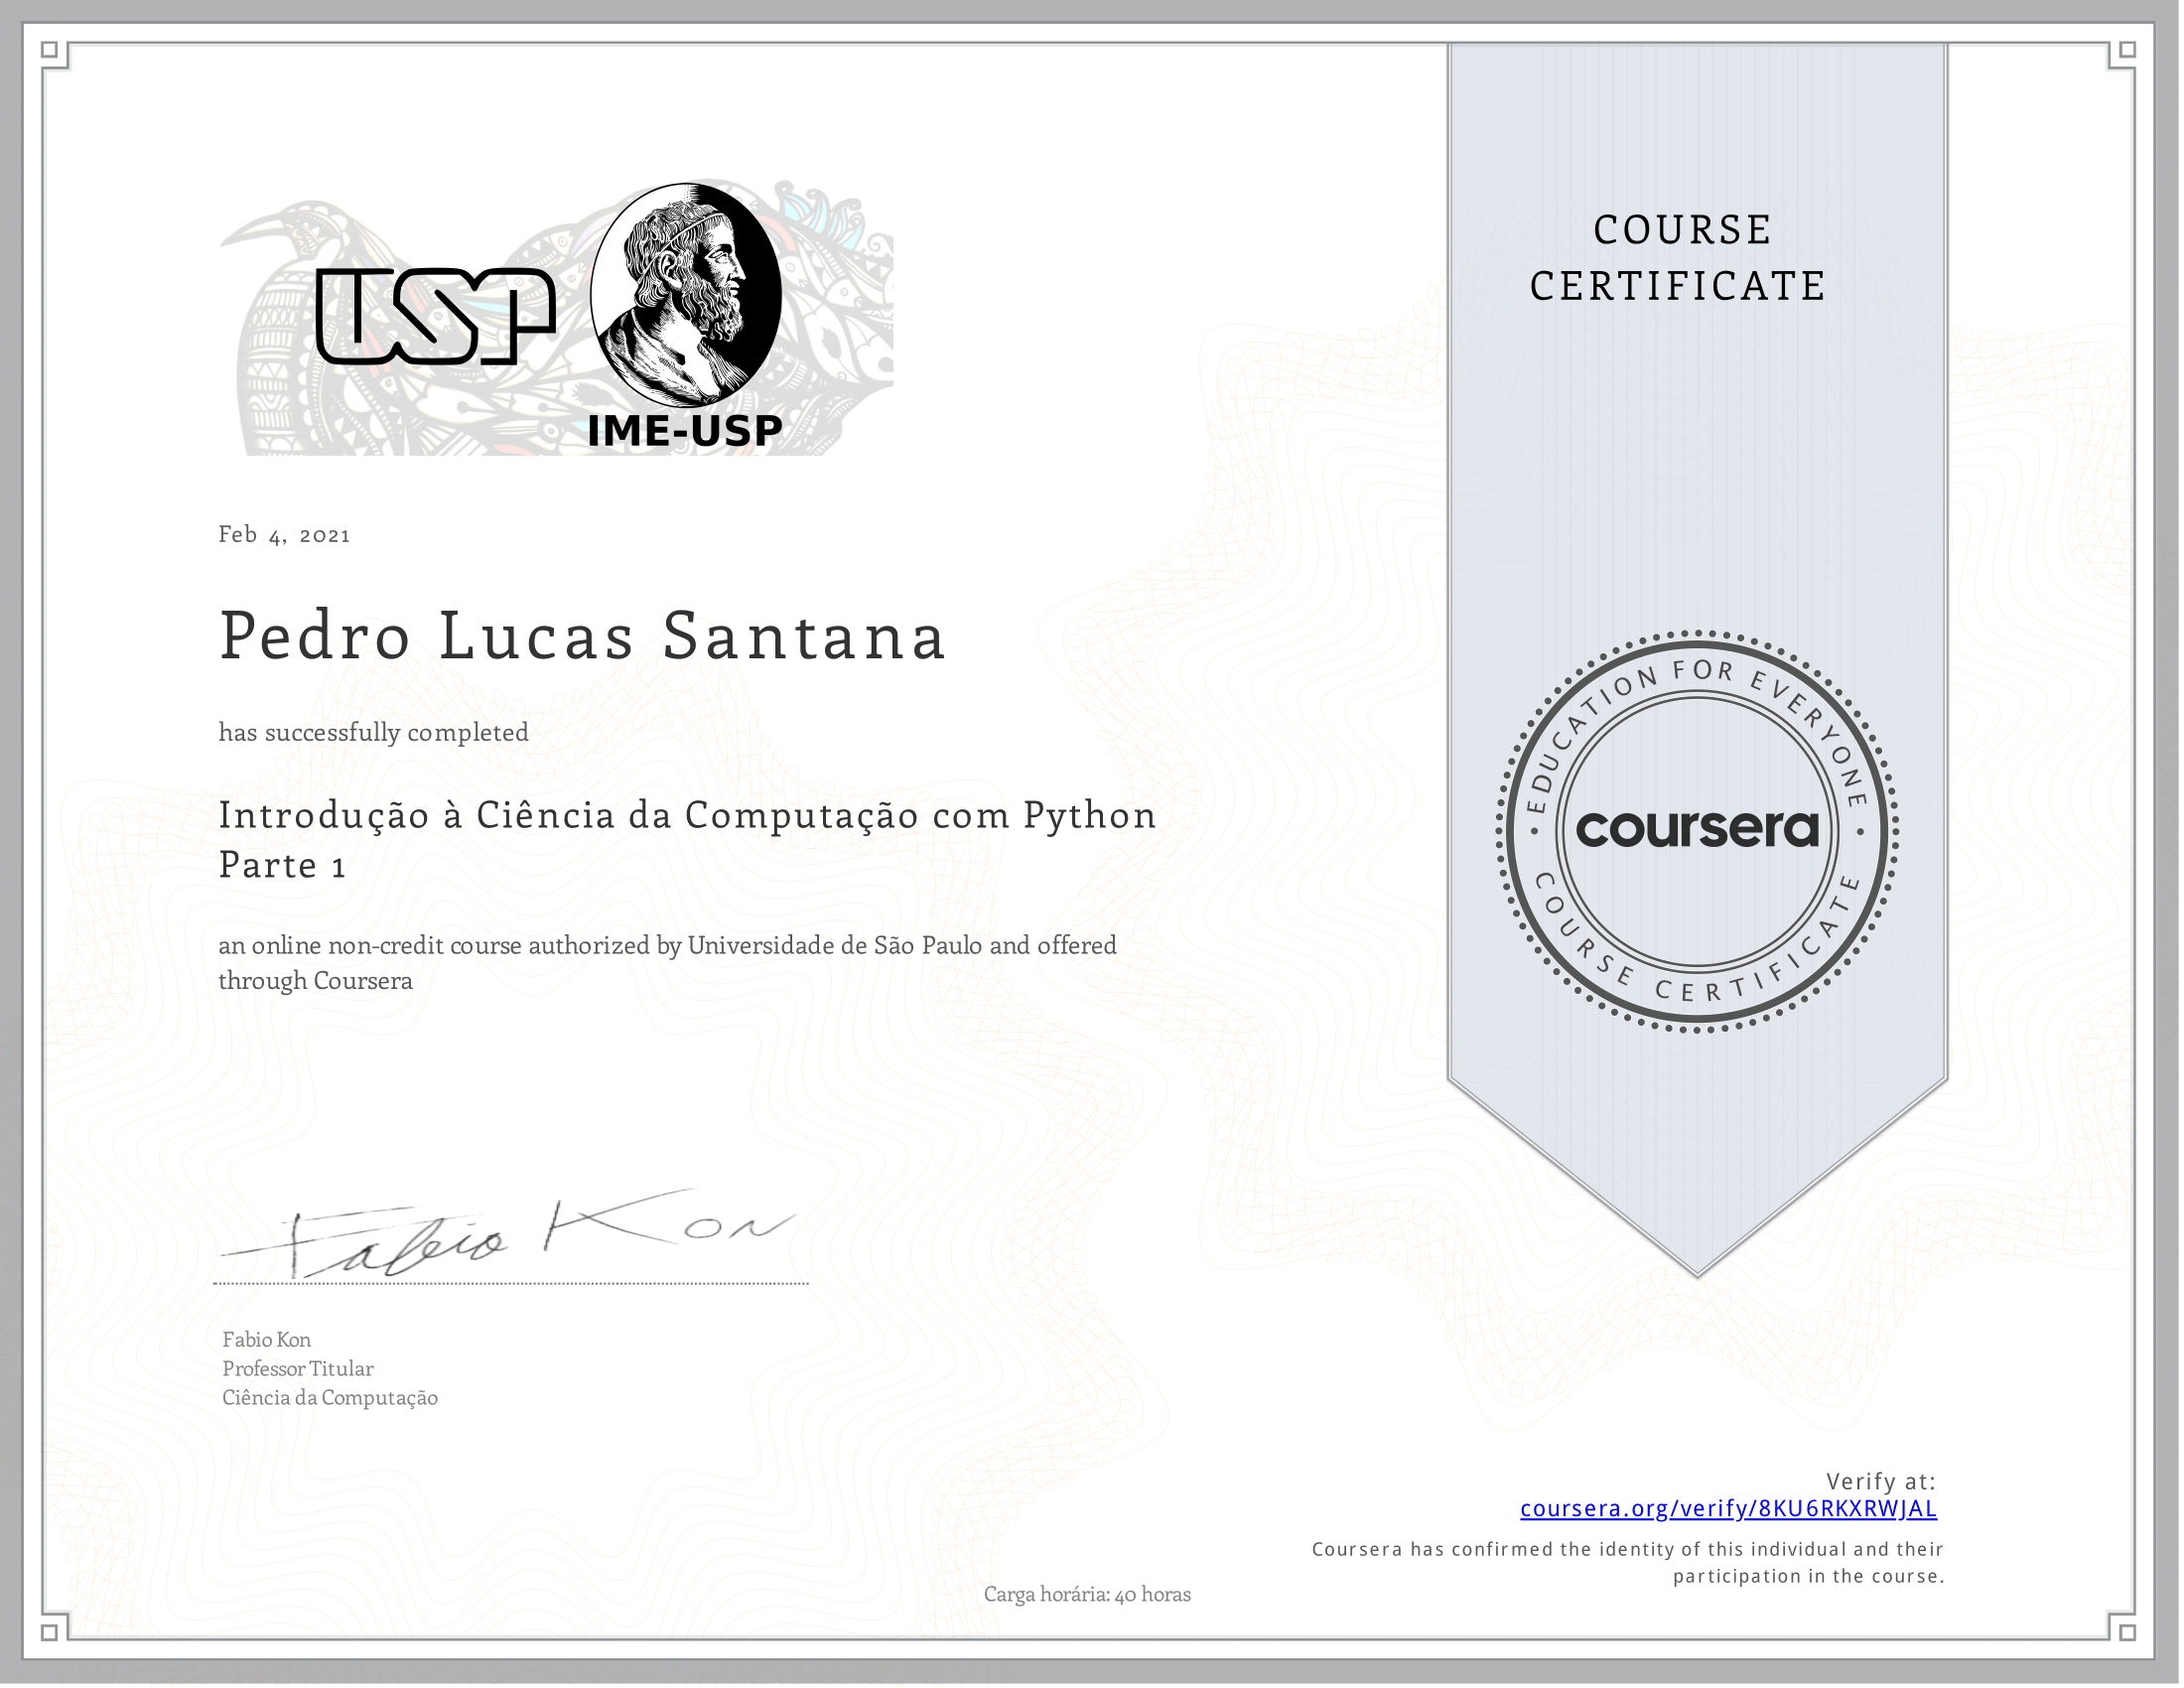 USP
IME-USP
COURSE
CERTIFICATE
Feb 4, 2021
Pedro Lucas Santana
has successfully completed
Introdução à Ciência da Computação com Python
Parte 1
an online non-credit course authorized by Universidade de São Paulo and offered
through Coursera
EDUCATION FOR EVERYONE
coursera
COURSE CERTIFICATE
Fabio Kon
Fabio Kon
Professor Titular
Ciência da Computação
Verify at:
coursera.org/verify/8KU6RKXRWJAL
Coursera has confirmed the identity of this individual and their
participation in the course.
Carga horária: 40 horas